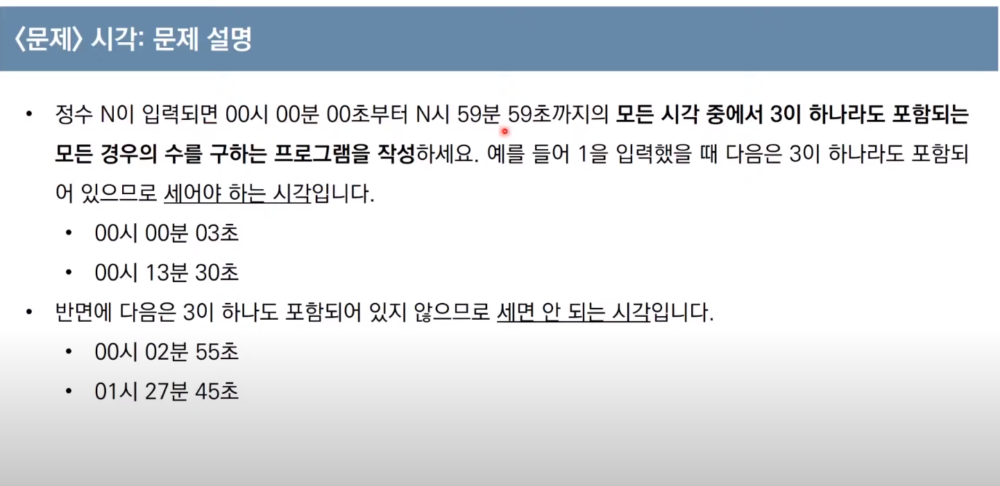 〈문제〉 시각: 문제 설명
• 정수 N이 입력되면 00시 00분 00초부터 N시 59분 59초까지의 모든 시각 중에서 3이 하나라도 포함되는
모든 경우의 수를 구하는 프로그램을 작성하세요. 예를 들어 1을 입력했을 때 다음은 3이 하나라도 포함되
어 있으므로 세어야 하는 시각입니다.
• 00시 00분 03초
• 00시 13분 30초
• 반면에 다음은 3이 하나도 포함되어 있지 않으므로 세면 안 되는 시각입니다.
• 00시 02분 55초
• 01시 27분 45초